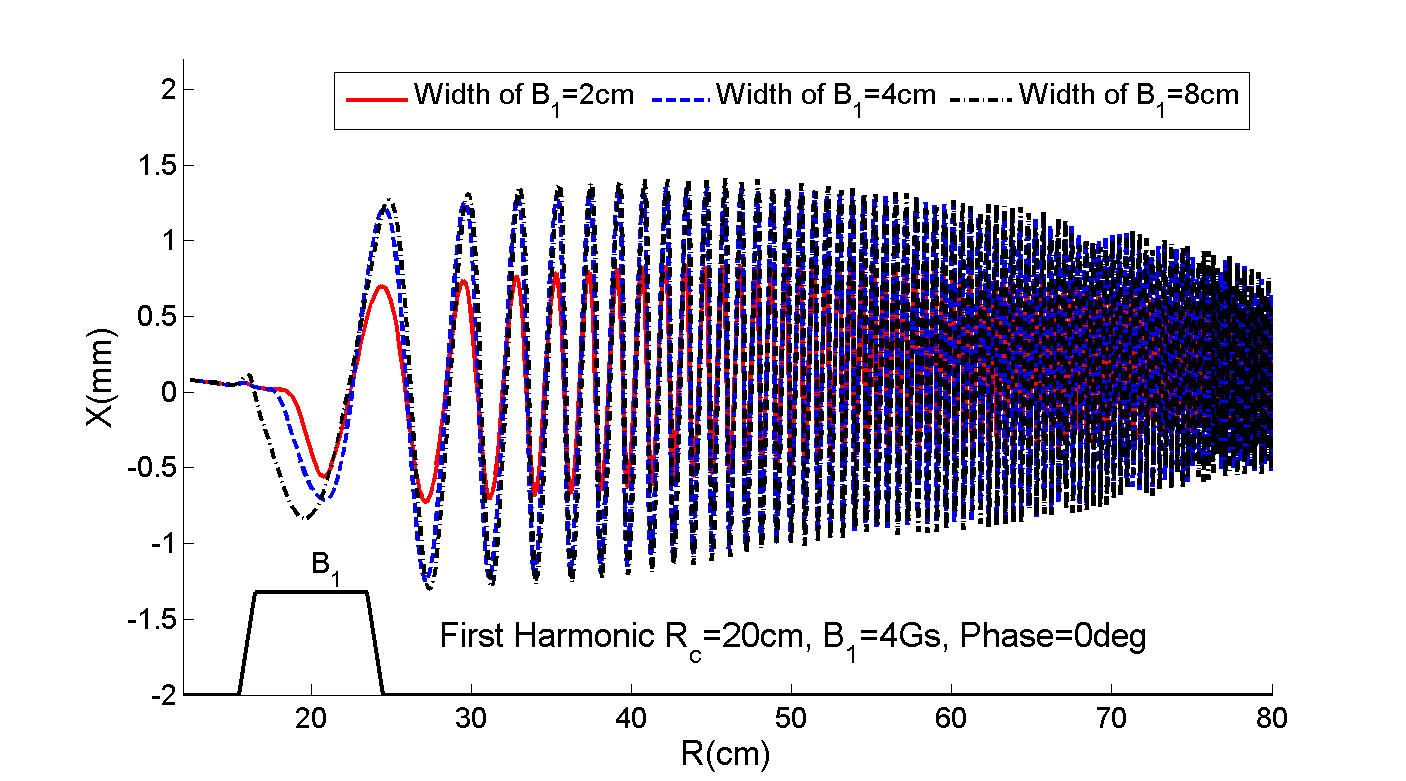 Width of B1=2cm Width of B1=4cm Width of B1=8cm
2
1.5
1
0.5
0
-0.5
-1
-1.5
-2
X(mm)
B1
First Harmonic Rc=20cm, B1=4Gs, Phase=0deg
20 30 40 50 60 70 80
R(cm)